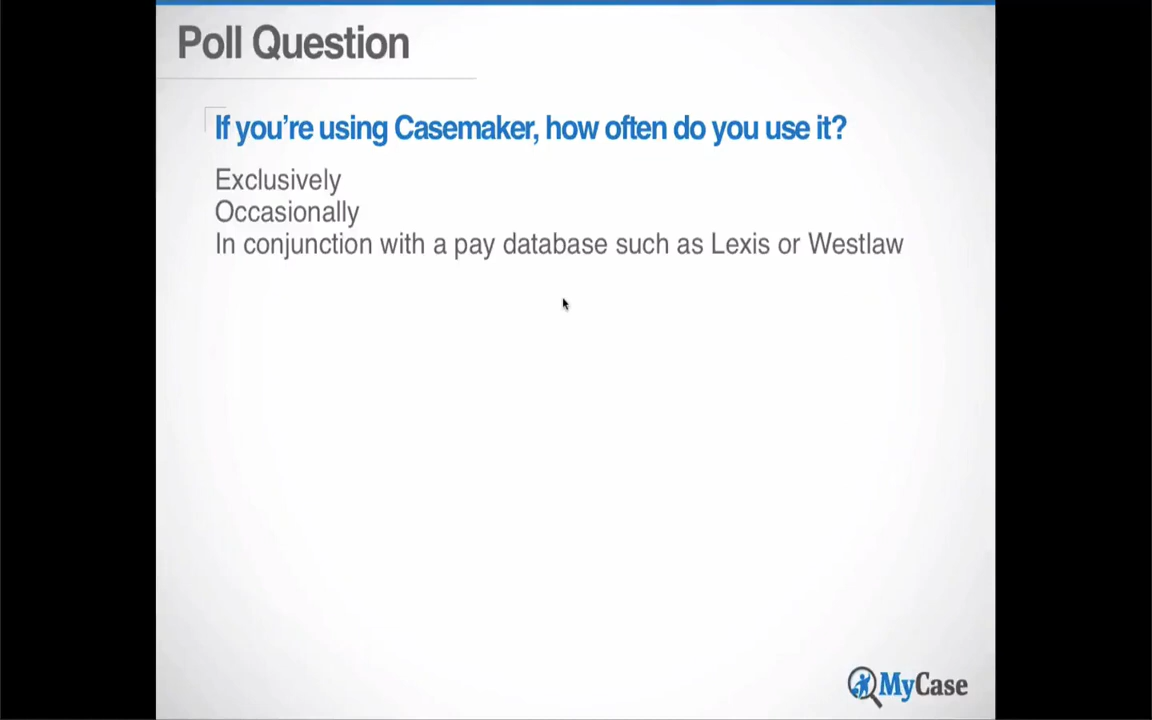 Poll Question
If you're using Casemaker, how often do you use it?
Exclusively
Occasionally
In conjunction with a pay database such as Lexis or Westlaw
MyCase